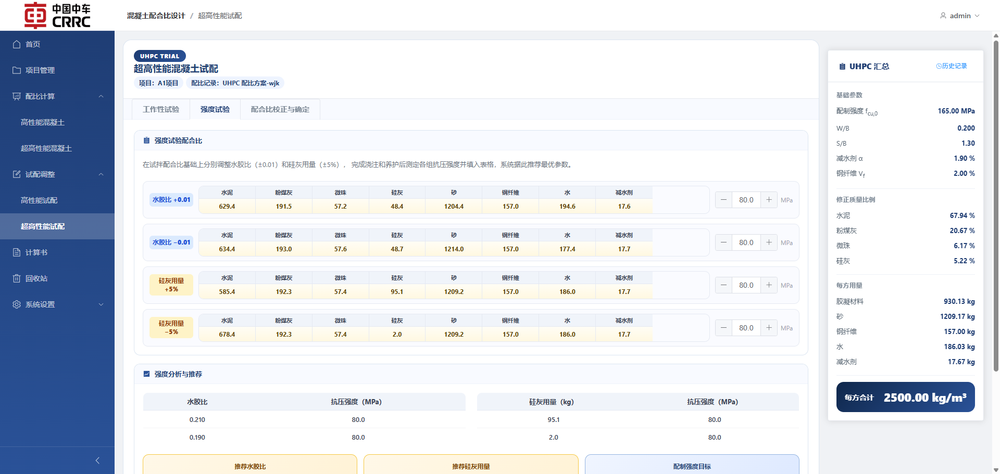 中国中车
CRRC
混凝土配合比设计 / 超高性能试配
admin
首页
项目管理
配比计算
高性能混凝土
超高性能混凝土
试配调整
高性能试配
超高性能试配
计算书
回收站
系统设置
UHPC TRIAL
超高性能混凝土试配
项目：A1项目 配比记录：UHPC 配比方案-wjk
工作性试验 强度试验 配合比校正与确定
强度试验配合比
在试拌配合比基础上分别调整水胶比（±0.01）和硅灰用量（±5%）， 完成浇注和养护后测定各组抗压强度并填入表格，系统据此推荐最优参数。
水胶比 +0.01
水泥 粉煤灰 微珠 硅灰 砂 钢纤维 水 减水剂
629.4 191.5 57.2 48.4 1204.4 157.0 194.6 17.6
80.0 MPa
水胶比 −0.01
水泥 粉煤灰 微珠 硅灰 砂 钢纤维 水 减水剂
634.4 193.0 57.6 48.7 1214.0 157.0 177.4 17.7
80.0 MPa
硅灰用量
+5%
水泥 粉煤灰 微珠 硅灰 砂 钢纤维 水 减水剂
585.4 192.3 57.4 95.1 1209.2 157.0 186.0 17.7
80.0 MPa
硅灰用量
−5%
水泥 粉煤灰 微珠 硅灰 砂 钢纤维 水 减水剂
678.4 192.3 57.4 2.0 1209.2 157.0 186.0 17.7
80.0 MPa
强度分析与推荐
水胶比 抗压强度（MPa）
0.210 80.0
0.190 80.0
硅灰用量（kg） 抗压强度（MPa）
95.1 80.0
2.0 80.0
推荐水胶比 推荐硅灰用量 配制强度目标
UHPC 汇总 历史记录
基础参数
配制强度 fcu,0 165.00 MPa
W/B 0.200
S/B 1.30
减水剂 α 1.90 %
钢纤维 Vf 2.00 %
修正质量比例
水泥 67.94 %
粉煤灰 20.67 %
微珠 6.17 %
硅灰 5.22 %
每方用量
胶凝材料 930.13 kg
砂 1209.17 kg
钢纤维 157.00 kg
水 186.03 kg
减水剂 17.67 kg
每方合计 2500.00 kg/m³